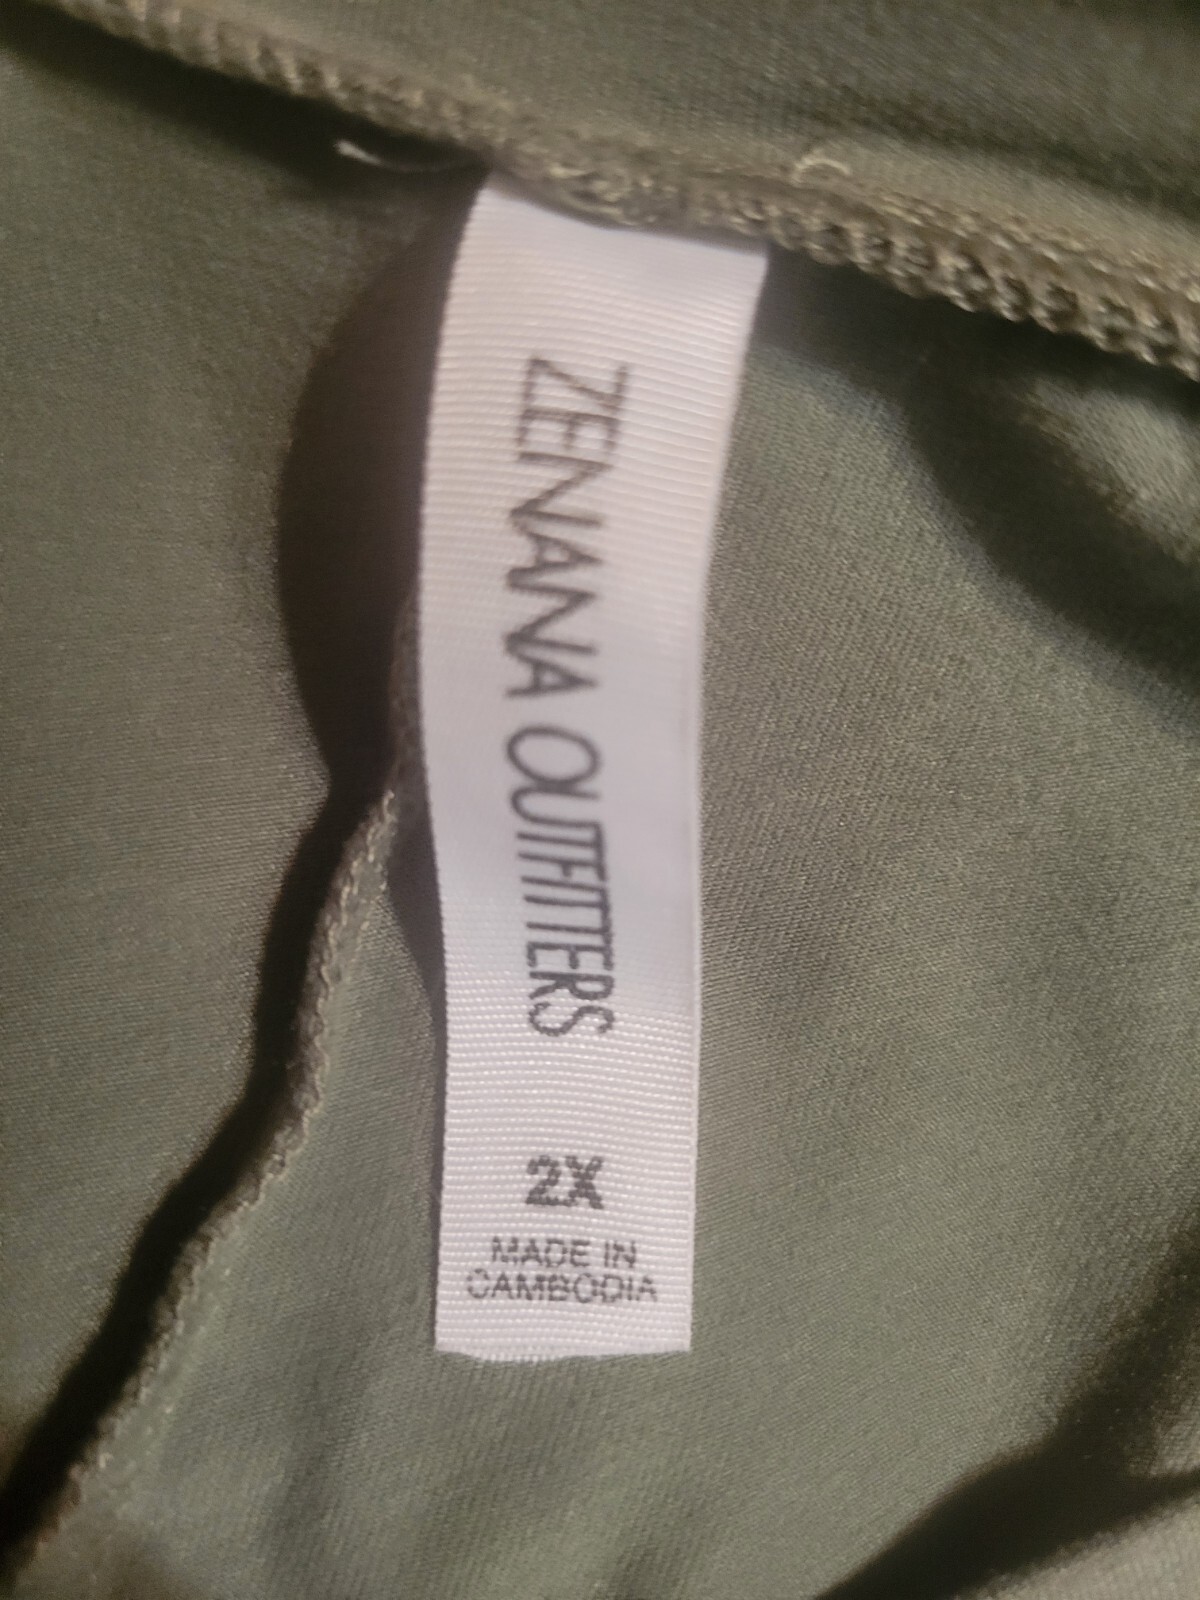 ZENANA OUTFITTERS
2X
MADE IN
CAMBODIA